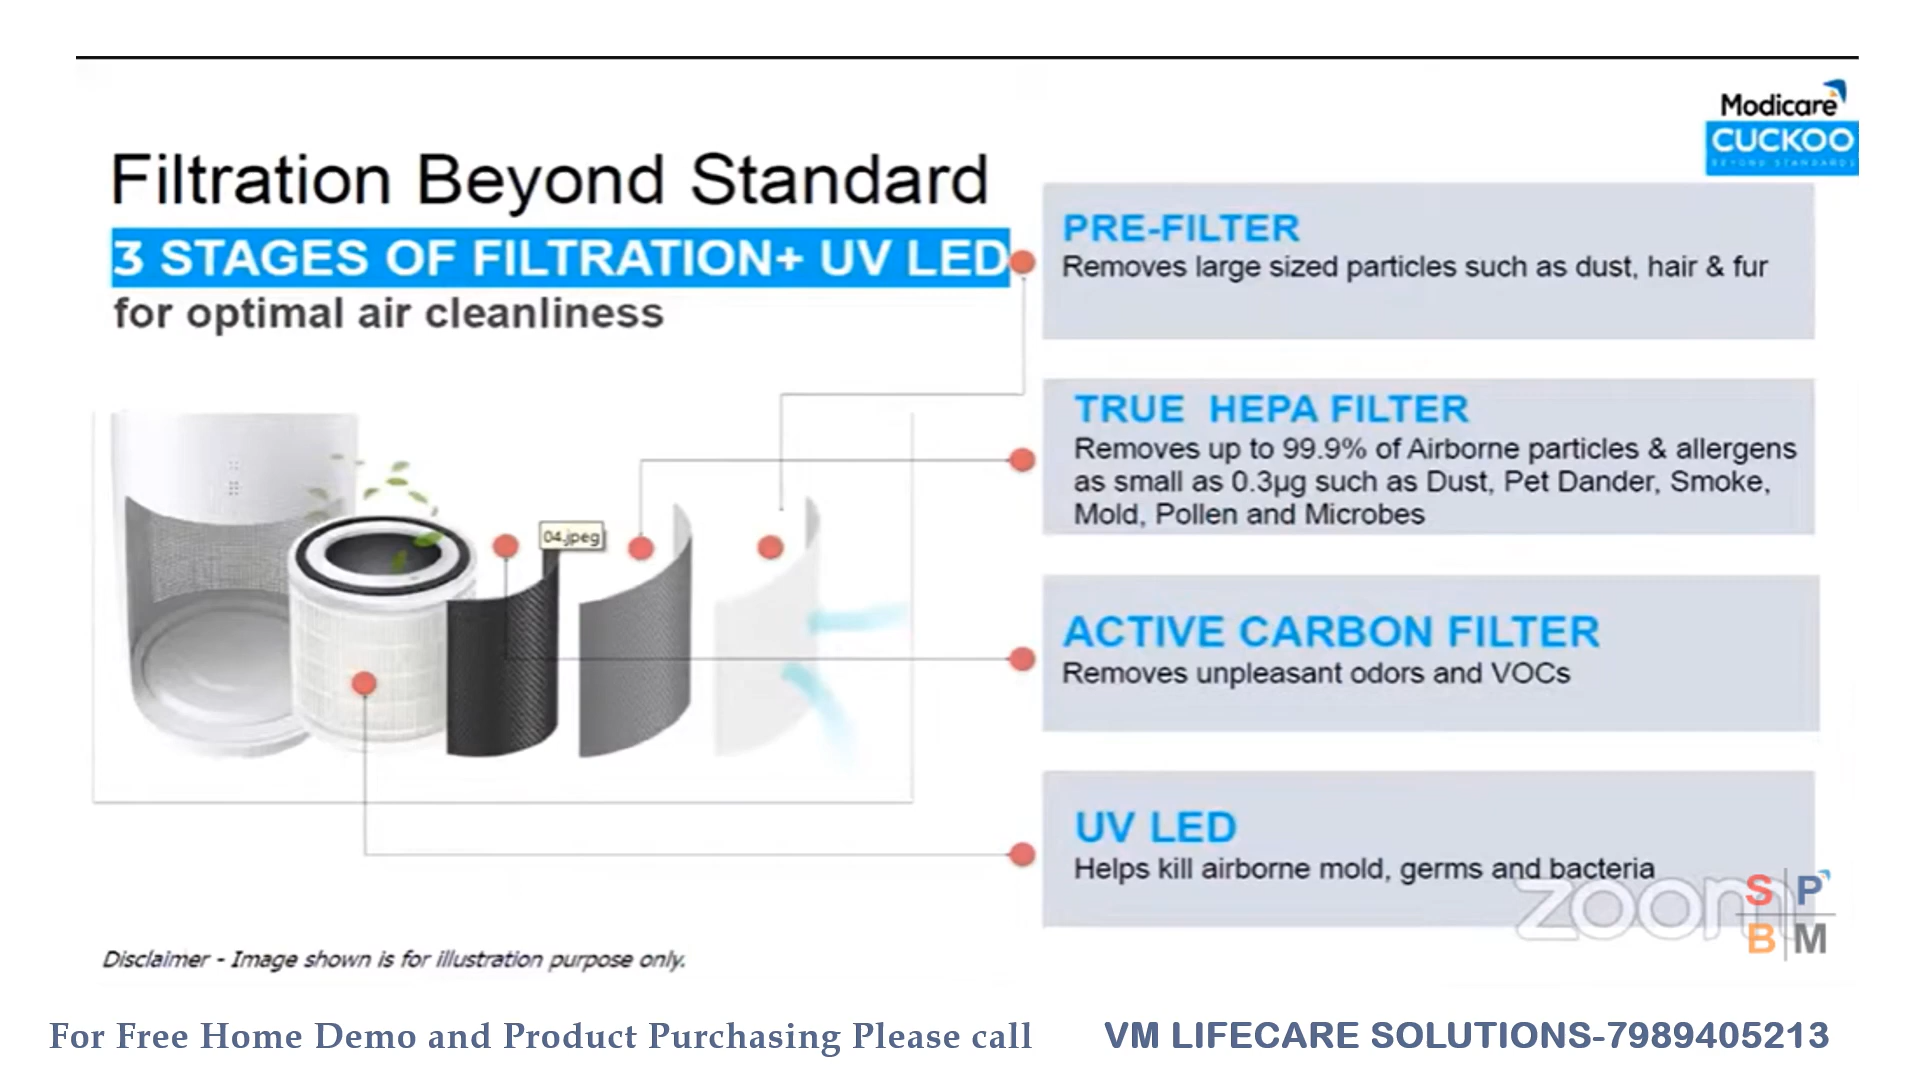 Modicare
CUCKOO
BEYOND STANDARDS
Filtration Beyond Standard
3 STAGES OF FILTRATION+ UV LED
for optimal air cleanliness
PRE-FILTER
Removes large sized particles such as dust, hair & fur
TRUE HEPA FILTER
Removes up to 99.9% of Airborne particles & allergens
as small as 0.3µg such as Dust, Pet Dander, Smoke,
Mold, Pollen and Microbes
04.jpeg
ACTIVE CARBON FILTER
Removes unpleasant odors and VOCs
UV LED
Helps kill airborne mold, germs and bacteria
zoom
S P
B M
Disclaimer - Image shown is for illustration purpose only.
For Free Home Demo and Product Purchasing Please call VM LIFECARE SOLUTIONS-7989405213